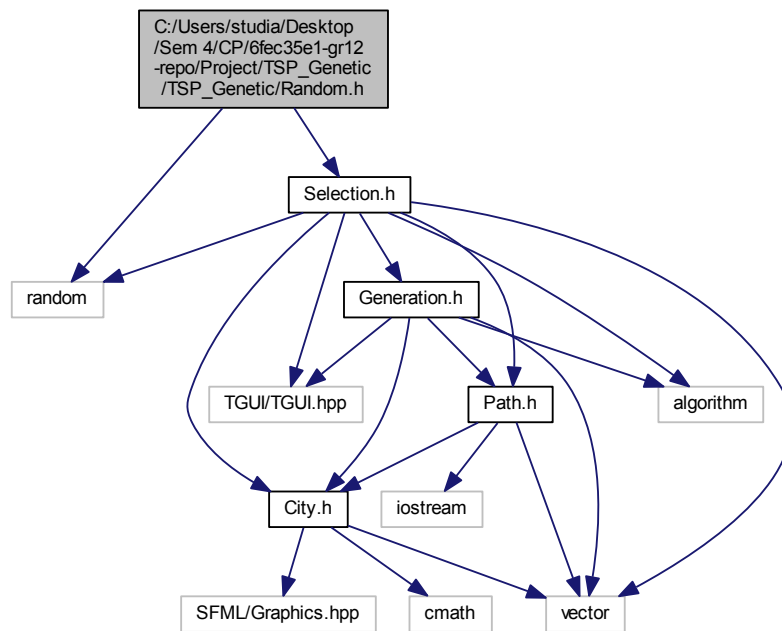 C:/Users/studia/Desktop
/Sem 4/CP/6fec35e1-gr12
-repo/Project/TSP_Genetic
/TSP_Genetic/Random.h
Selection.h
random
Generation.h
TGUI/TGUI.hpp
Path.h
algorithm
City.h
iostream
SFML/Graphics.hpp
cmath
vector